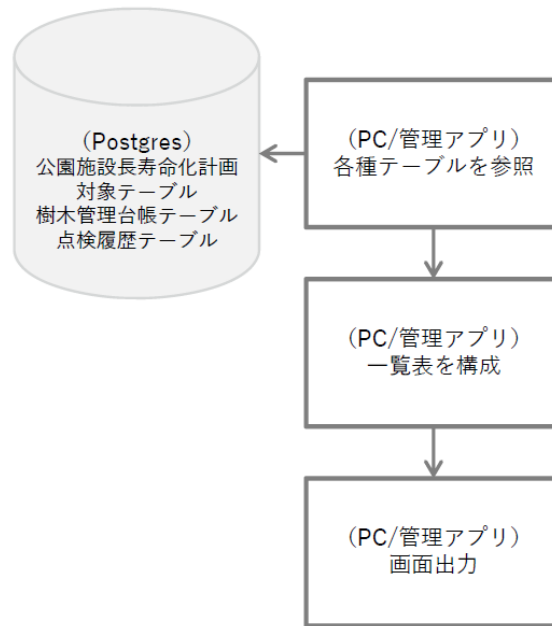 （Postgres）
公園施設長寿命化計画
対象テーブル
樹木管理台帳テーブル
点検履歴テーブル
（PC/管理アプリ）
各種テーブルを参照
（PC/管理アプリ）
一覧表を構成
（PC/管理アプリ）
画面出力